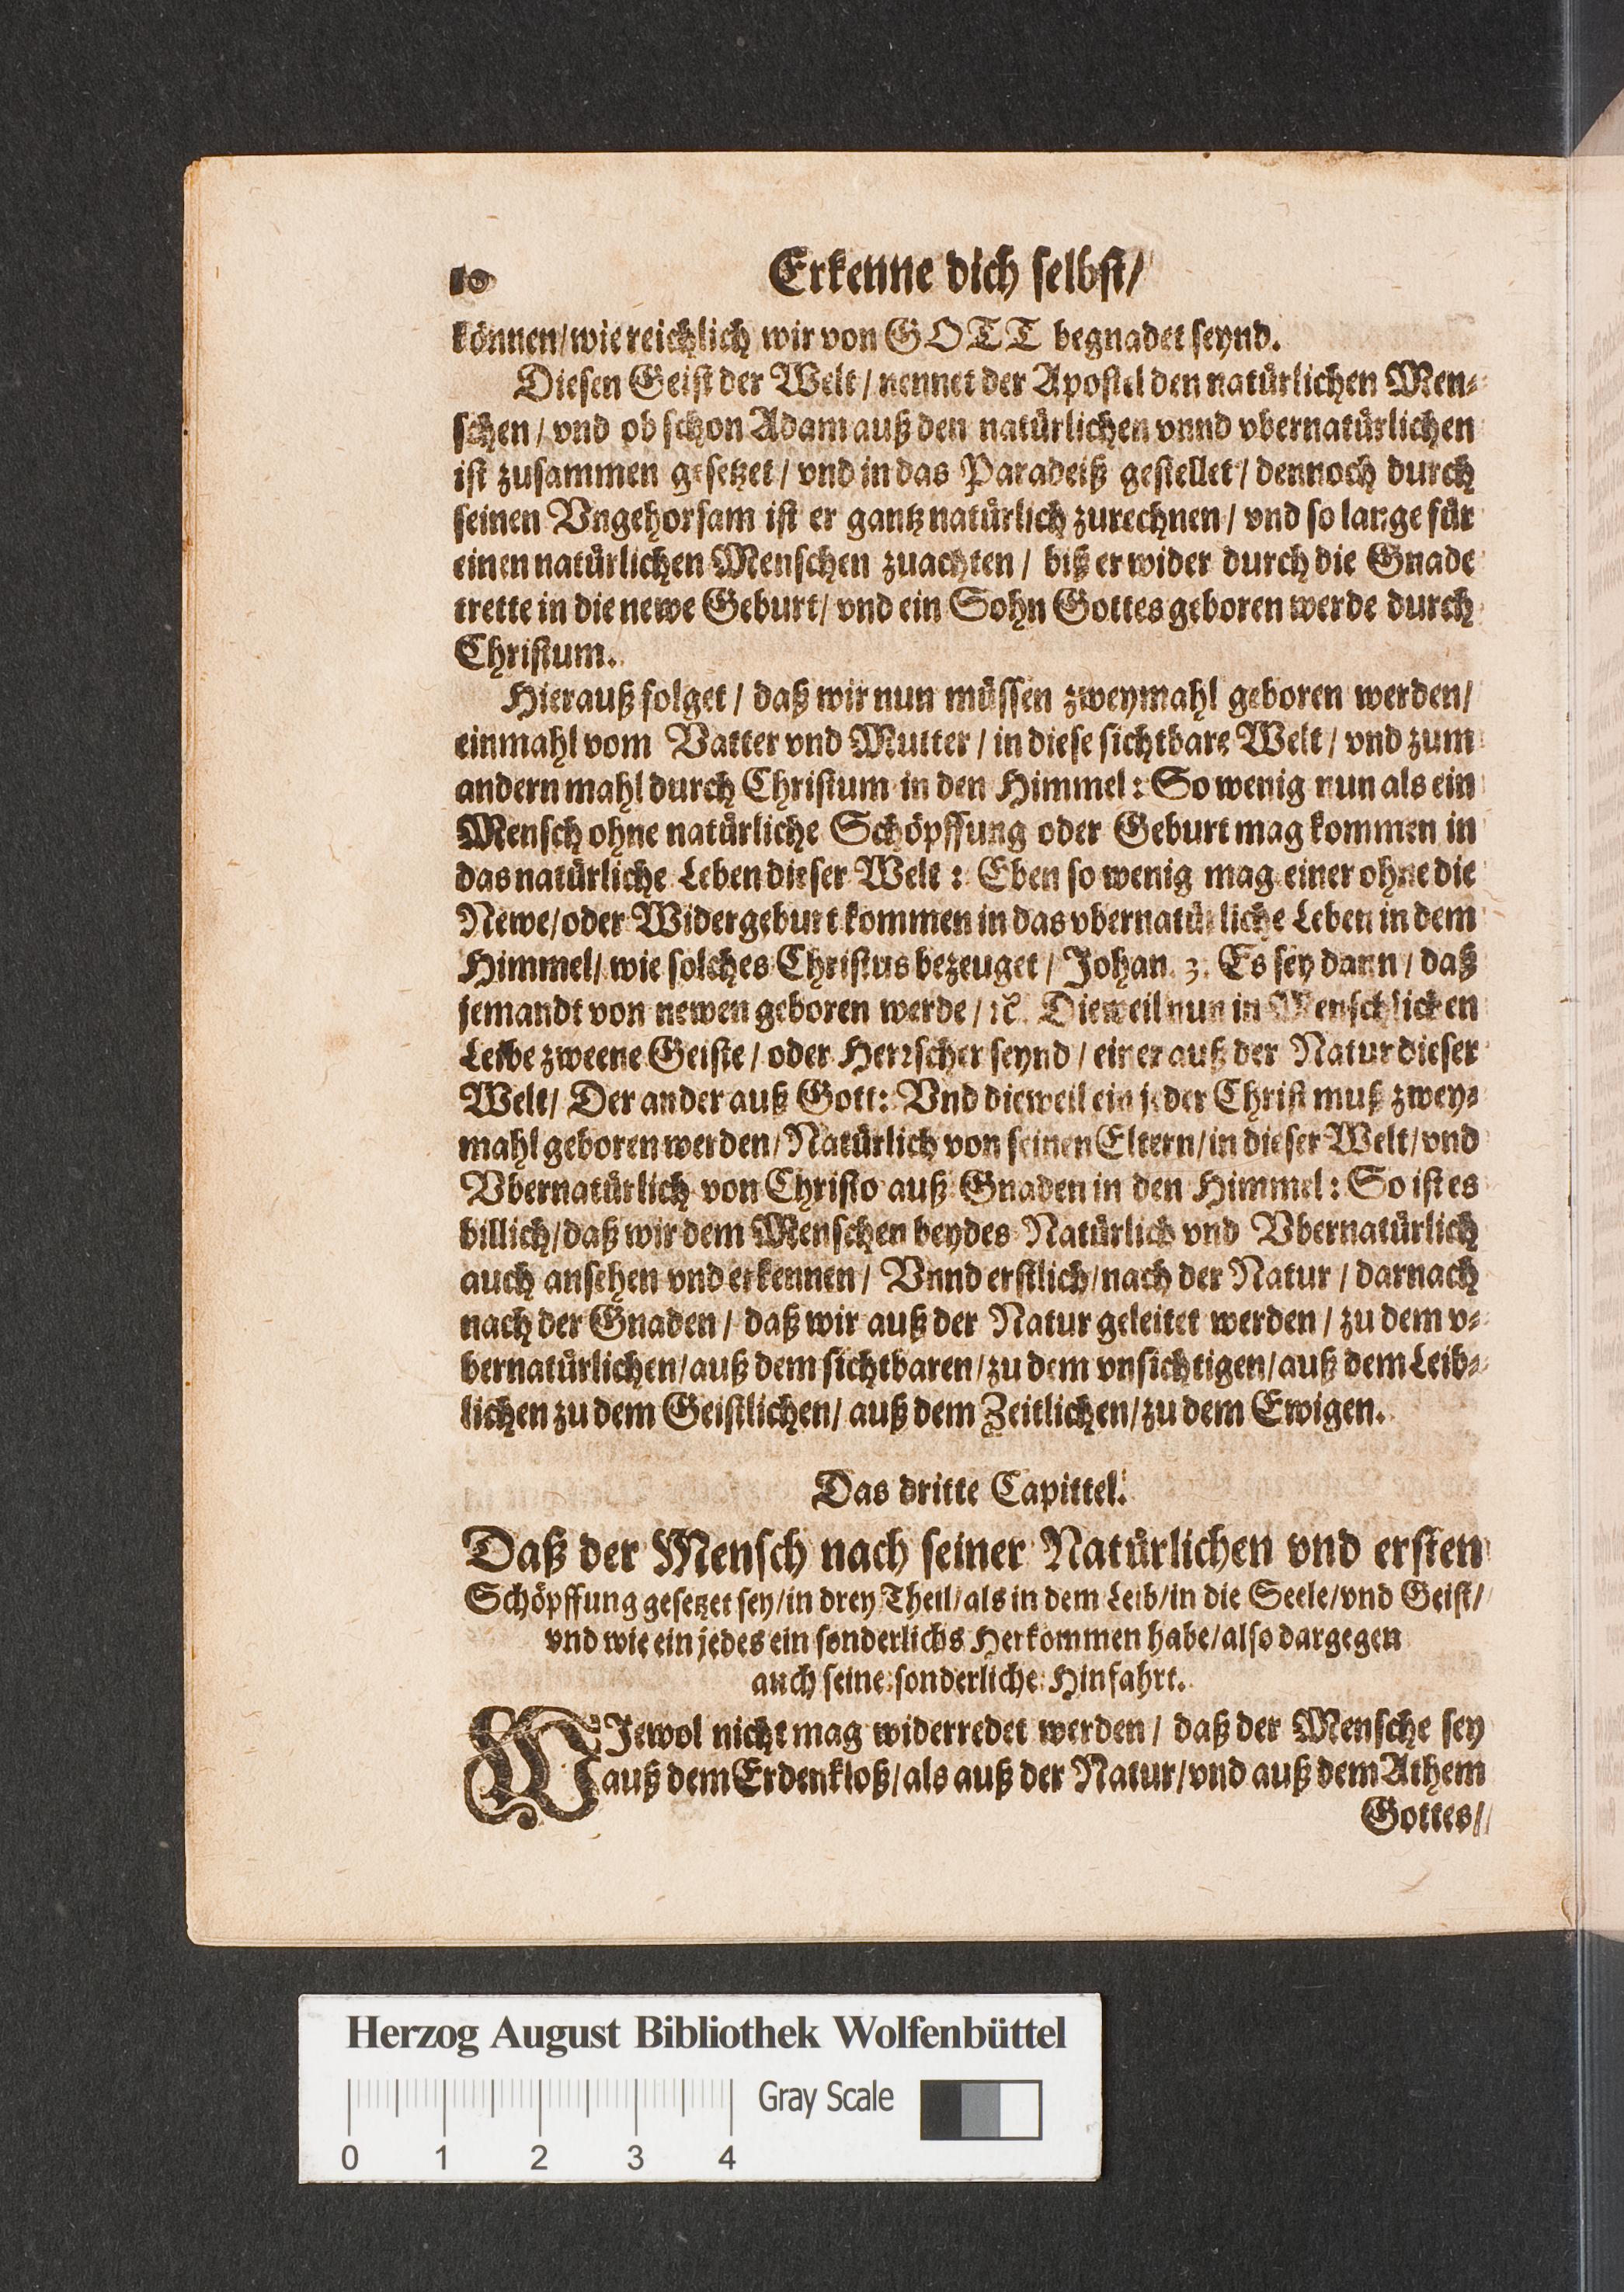 10 Erkenne dich selbst/
können/wie reichlich wir von GOTT begnadet seynd.
Diesen Geist der Welt/ nennet der Apostel den natürlichen Men-
schen/ vnd ob schon Adam auß den natürlichen vnnd vbernatürlichen
ist zusammen gesetzet/ vnd in das Paradeiß gestellet/ dennoch durch
seinen Vngehorsam ist er gantz natürlich zurechnen/ vnd so lange für
einen natürlichen Menschen zuachten/ biß er wider durch die Gnade
trette in die newe Geburt/ vnd ein Sohn Gottes geboren werde durch
Christum.
Hierauß folget/ daß wir nun müssen zweymahl geboren werden/
einmahl vom Vatter vnd Mutter/ in diese sichtbare Welt/ vnd zum
andern mahl durch Christum in den Himmel: So wenig nun als ein
Mensch ohne natürliche Schöpffung oder Geburt mag kommen in
das natürliche Leben dieser Welt: Eben so wenig mag einer ohne die
Newe/oder Widergeburt kommen in das vbernatürliche Leben in dem
Himmel/ wie solches Christus bezeuget/ Johan. 3. Es sey dann/ daß
jemandt von newen geboren werde/ ꝛc. Dieweil nun in Menschlichen
Leibe zweene Geiste/ oder Herrscher seynd/ einer auß der Natur dieser
Welt/ Der ander auß Gott: Vnd dieweil ein jeder Christ muß zwey-
mahl geboren werden/Natürlich von seinen Eltern/in dieser Welt/vnd
Vbernatürlich von Christo auß Gnaden in den Himmel: So ist es
billich/daß wir dem Menschen beydes Natürlich vnd Vbernatürlich
auch ansehen vnd erkennen/ Vnnd erstlich/nach der Natur/ darnach
nach der Gnaden/ daß wir auß der Natur geleitet werden/ zu dem v-
bernatürlichen/auß dem sichtbaren/zu dem vnsichtigen/auß dem Leib-
lichen zu dem Geistlichen/ auß dem Zeitlichen/zu dem Ewigen.
Das dritte Capittel.
Daß der Mensch nach seiner Natürlichen vnd ersten
Schöpffung gesetzet sey/in drey Theil/als in dem Leib/in die Seele/vnd Geist/
vnd wie ein jedes ein sonderlichs Herkommen habe/also dargegen
auch seine sonderliche Hinfahrt.
WJewol nicht mag widerredet werden/ daß der Mensche sey
auß dem Erdenkloß/als auß der Natur/vnd auß dem Athem
Gottes/
Herzog August Bibliothek Wolfenbüttel
Gray Scale
0 1 2 3 4